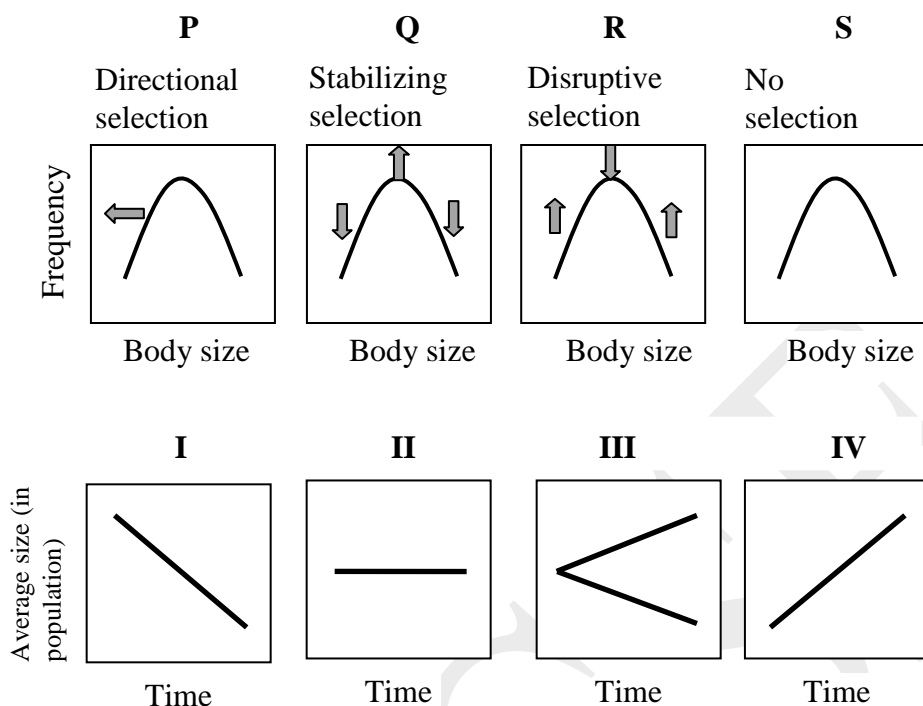 P Q R S
Directional Stabilizing Disruptive No
selection selection selection selection
Frequency
Body size Body size Body size Body size
I II III IV
Average size (in
population)
Time Time Time Time